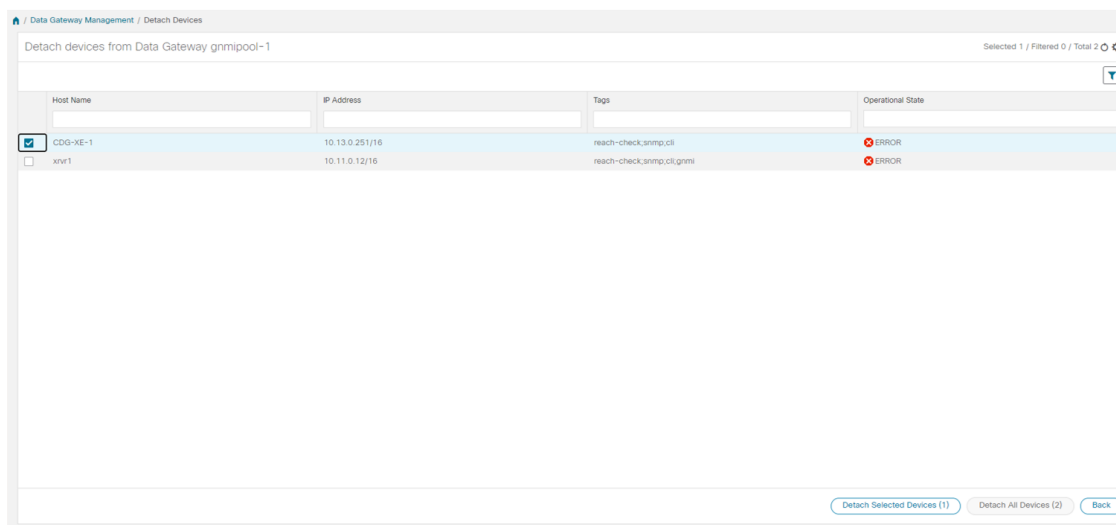 / Data Gateway Management / Detach Devices
Detach devices from Data Gateway gnmipool-1
Selected 1 / Filtered 0 / Total 2
Host Name IP Address Tags Operational State
CDG-XE-1 10.13.0.251/16 reach-check;snmp;cli ERROR
xrvr1 10.11.0.12/16 reach-check;snmp;cli,gnmi ERROR
Detach Selected Devices (1) Detach All Devices (2) Back